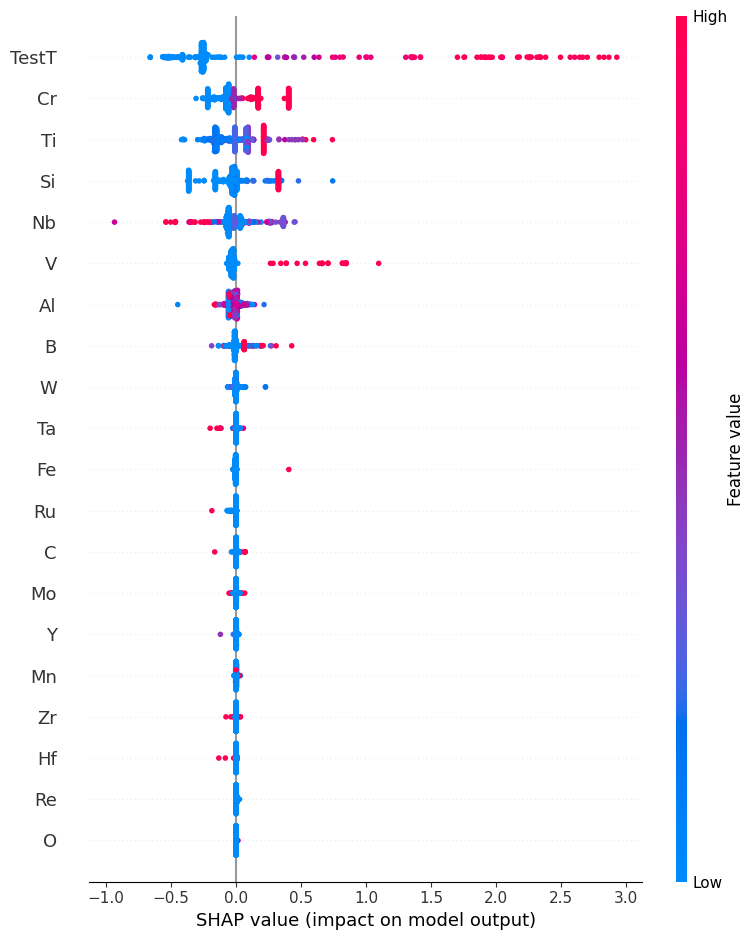 High
TestT
Cr
Ti
Si
Nb
V
Al
B
W
Ta
Fe
Ru
C
Mo
Y
Mn
Zr
Hf
Re
O
Feature value
Low
−1.0 −0.5 0.0 0.5 1.0 1.5 2.0 2.5 3.0
SHAP value (impact on model output)